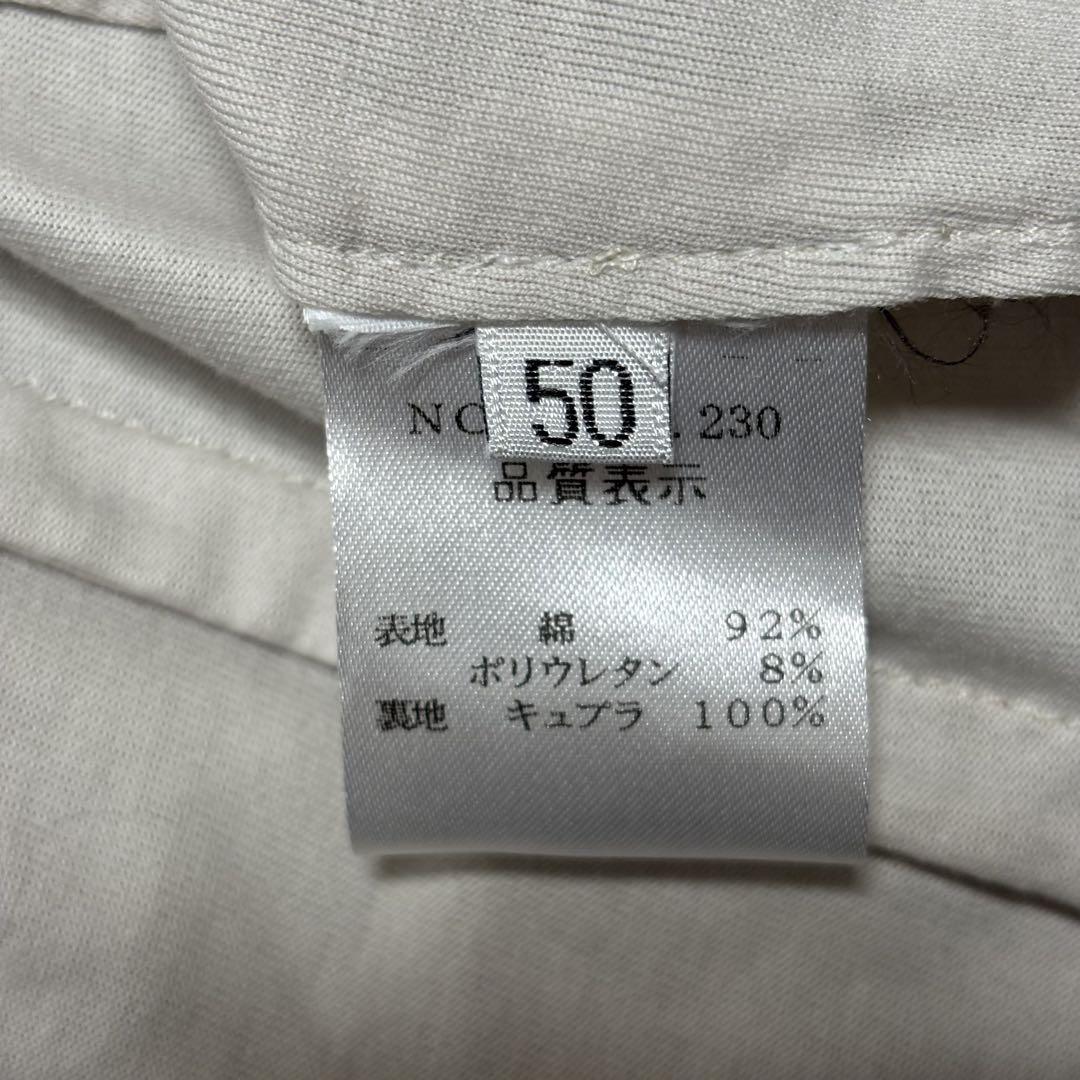 50
NO .230
品質表示
表地 綿 92%
ポリウレタン 8%
裏地 キュプラ 100%